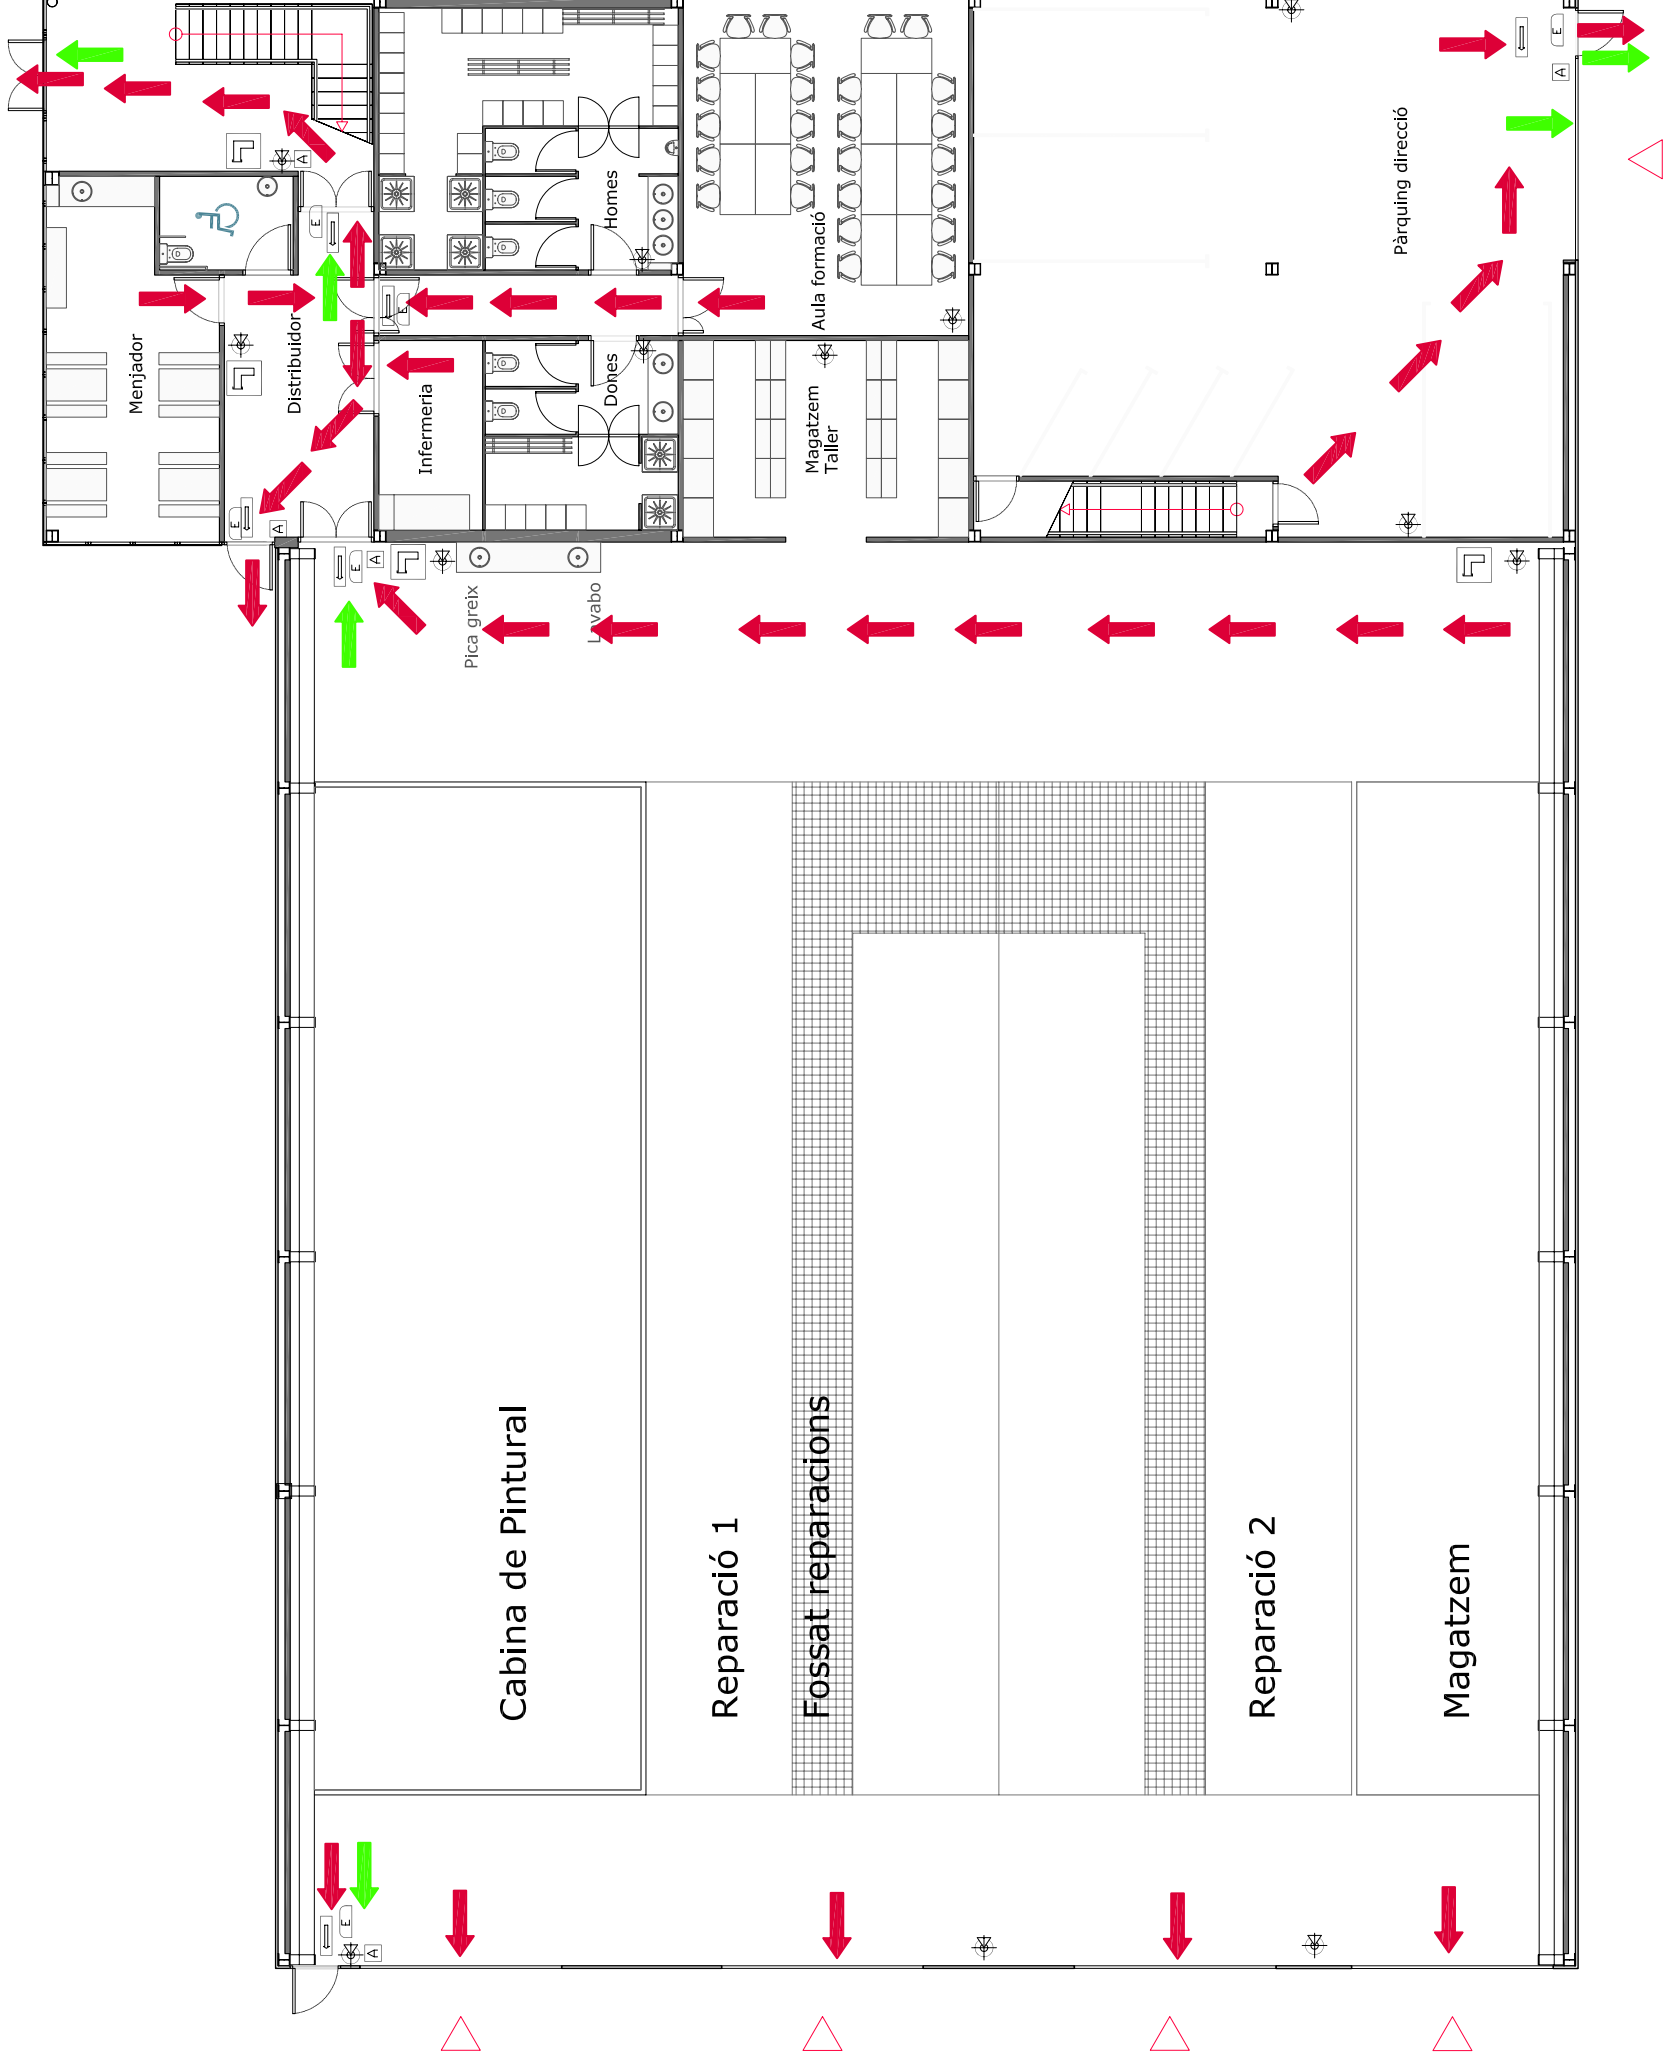 E
A
A
E
Homes
Aula formació
Pàrquing direcció
E
A
Menjador
Distribuidor
E
Infermeria
Dones
Magatzem
Taller
E
A
E
A
Pica greix
Lavabo
Cabina de Pintural
Reparació 1
Fossat reparacions
Reparació 2
Magatzem
E
A